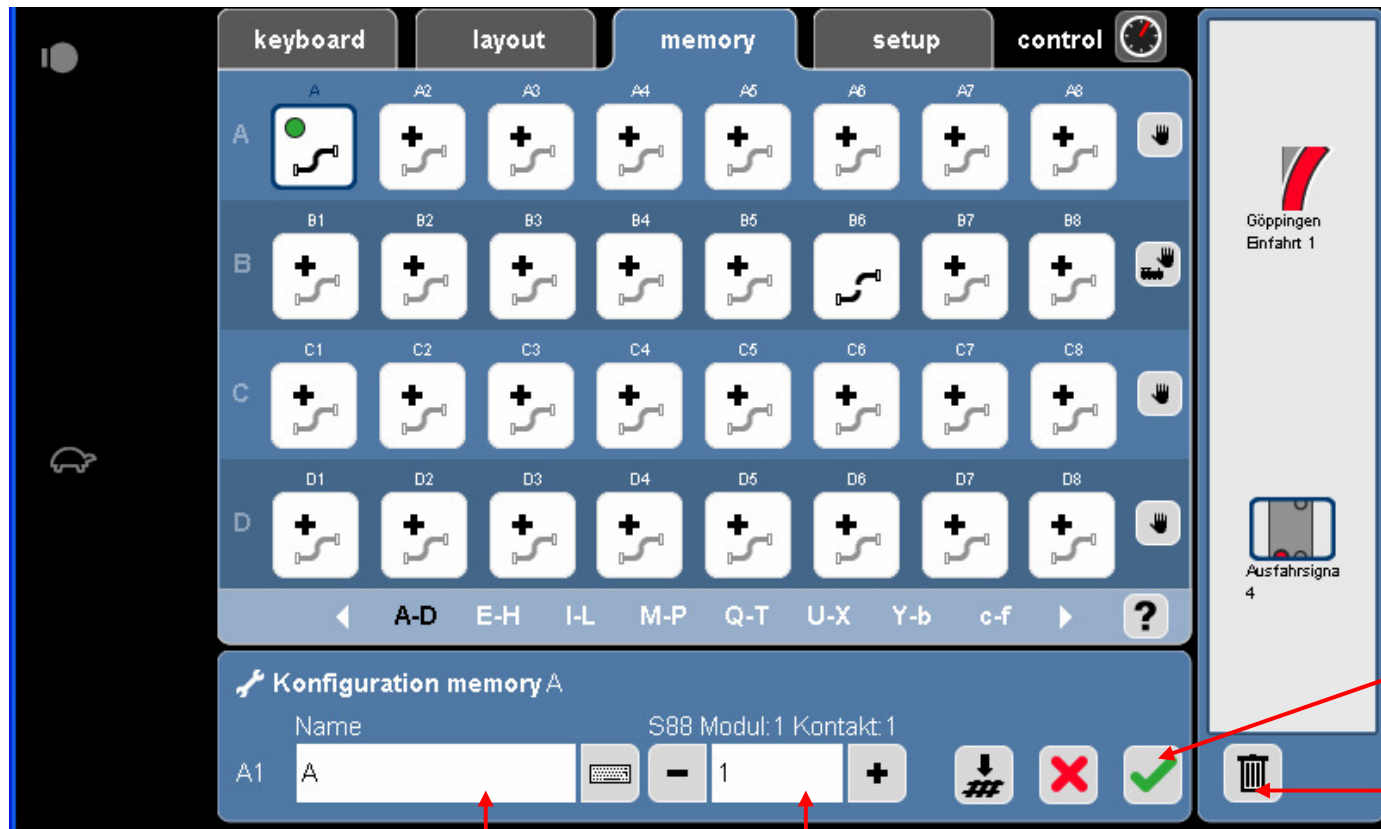 keyboard layout memory setup control
A A2 A3 A4 A5 A6 A7 A8
A
B1 B2 B3 B4 B5 B6 B7 B8
B
C1 C2 C3 C4 C5 C6 C7 C8
C
D1 D2 D3 D4 D5 D6 D7 D8
D
A-D E-H I-L M-P Q-T U-X Y-b c-f ?
Konfiguration memory A
Name S88 Modul:1 Kontakt:1
A1 A 1
Göppingen
Einfahrt 1
Ausfahrsigna
4